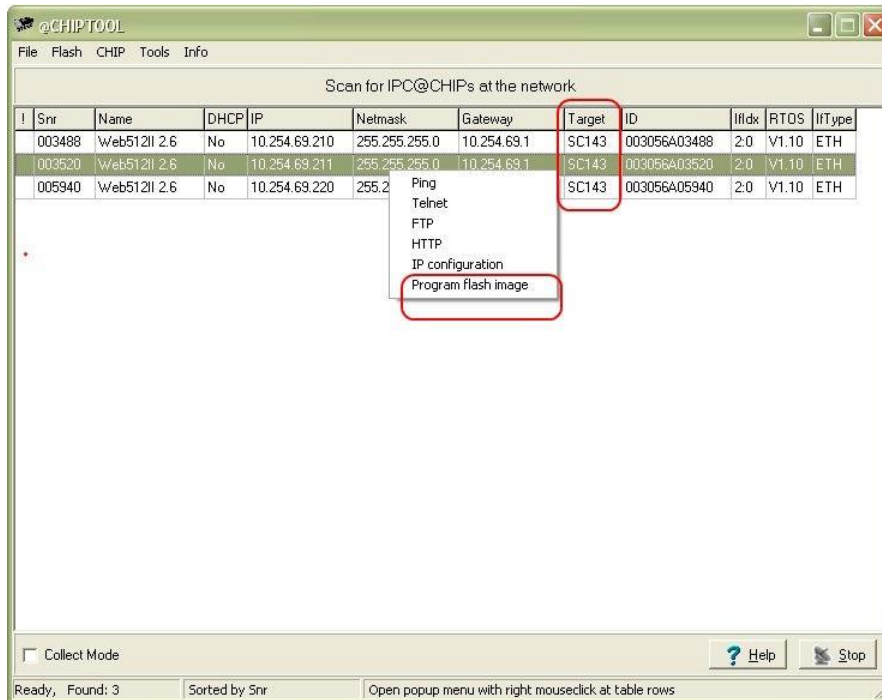 @CHIPTOOL
File Flash CHIP Tools Info
Scan for IPC@CHIPs at the network
! Snr Name DHCP IP Netmask Gateway Target ID IfIdx RTOS IfType
003488 Web512II 2.6 No 10.254.69.210 255.255.255.0 10.254.69.1 SC143 003056A03488 2:0 V1.10 ETH
003520 Web512II 2.6 No 10.254.69.211 255.255.255.0 10.254.69.1 SC143 003056A03520 2:0 V1.10 ETH
005940 Web512II 2.6 No 10.254.69.220 255.2 SC143 003056A05940 2:0 V1.10 ETH
Ping
Telnet
FTP
HTTP
IP configuration
Program flash image
Collect Mode
? Help
Stop
Ready, Found: 3 Sorted by Snr Open popup menu with right mouseclick at table rows